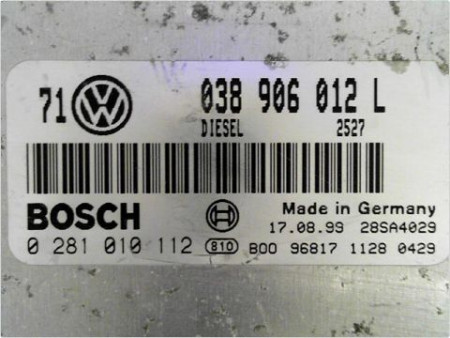 71 VW 038 906 012 L
DIESEL 2527
BOSCH Made in Germany
17.08.99 28SA4029
0 281 010 112 810 B00 96817 1128 0429